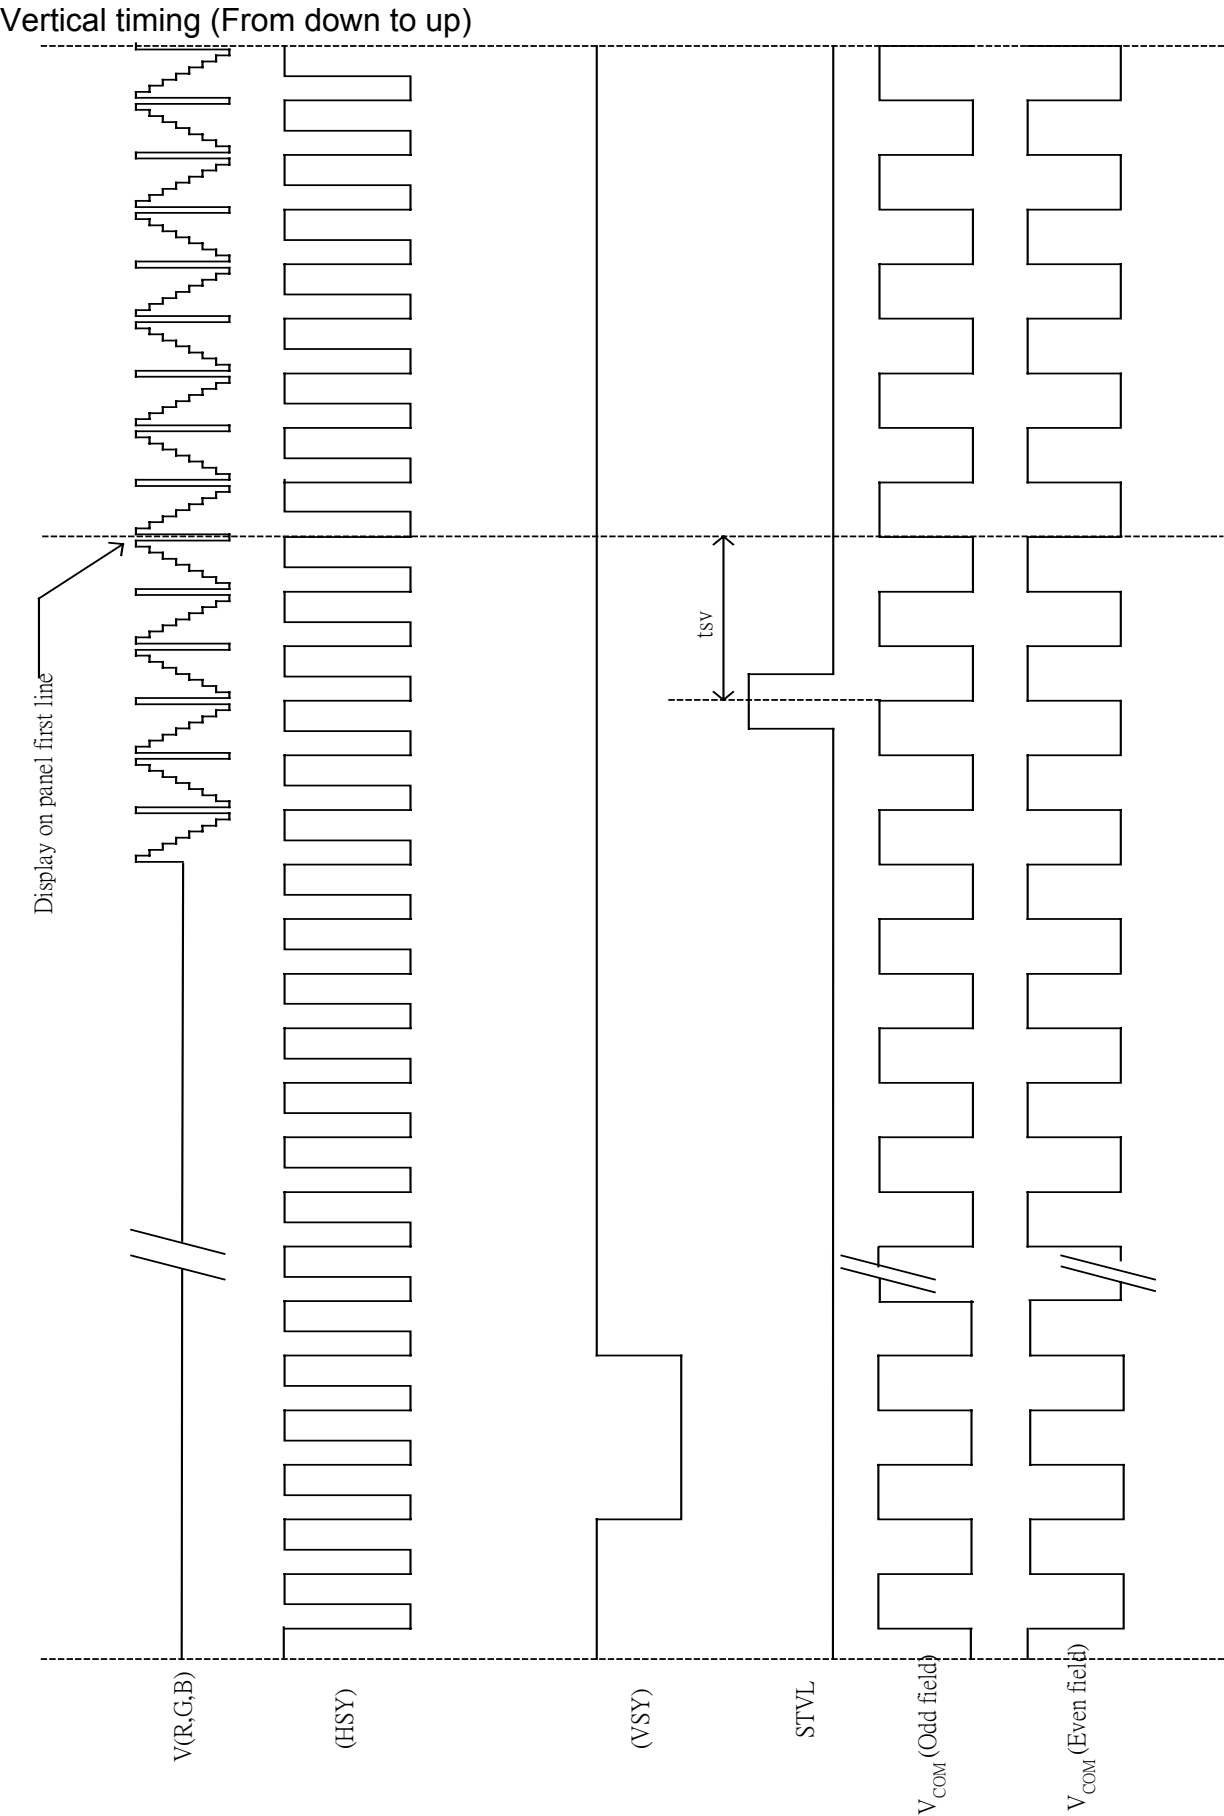 Vertical timing (From down to up)
Display on panel first line
tsv
V(R,G,B)
(HSY)
(VSY)
STVL
VCOM (Odd field)
VCOM (Even field)